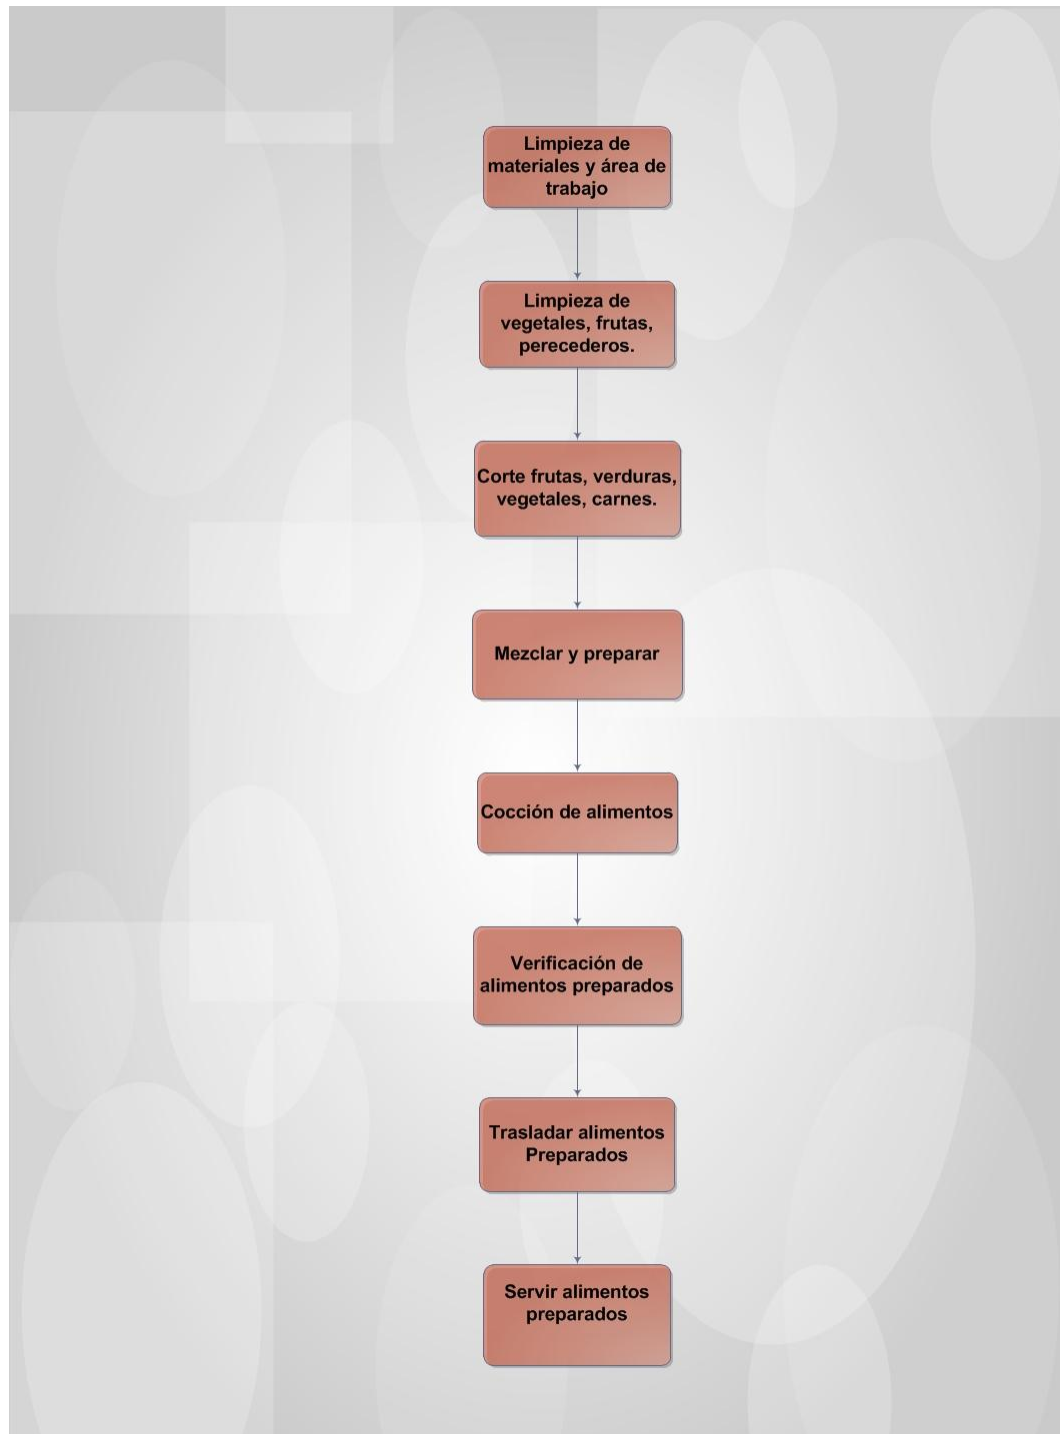 Limpieza de
materiales y área de
trabajo
Limpieza de
vegetales, frutas,
perecederos.
Corte frutas, verduras,
vegetales, carnes.
Mezclar y preparar
Cocción de alimentos
Verificación de
alimentos preparados
Trasladar alimentos
Preparados
Servir alimentos
preparados